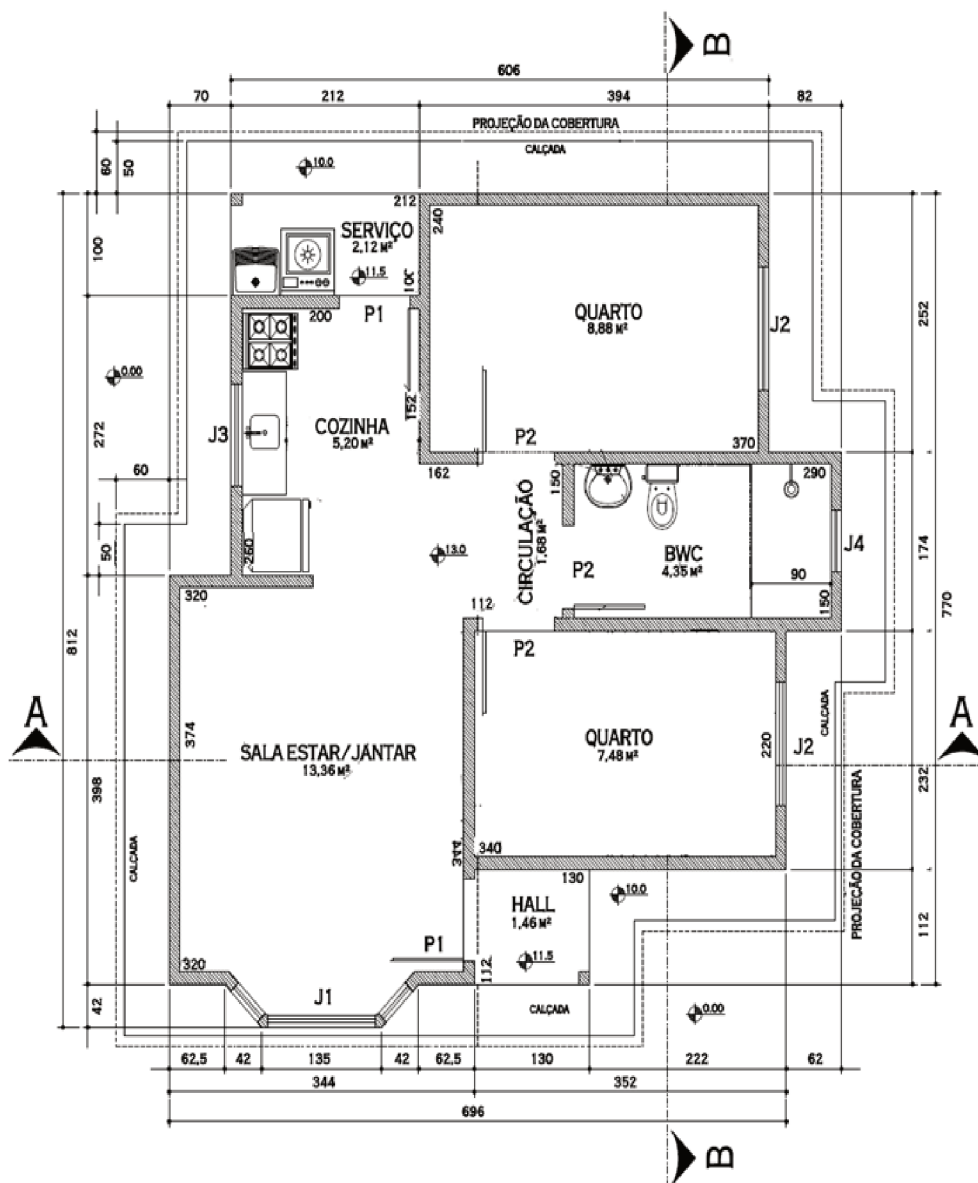 B
606
70
212
394
82
PROJEÇÃO DA COBERTURA
CALÇADA
60
50
10.0
212
SERVIÇO
2,12 M²
11.5
100
240
100
QUARTO
8,88 M²
J2
252
200
P1
0.00
152
COZINHA
5,20 M²
J3
272
60
P2
370
162
150
290
CIRCULAÇÃO
1,68 M²
13.0
BWC
4,35 M²
P2
90
J4
174
150
50
260
320
112
P2
770
812
A
A
374
SALA ESTAR/JANTAR
13,36 M²
QUARTO
7,48 M²
220
J2
CALÇADA
232
398
CALÇADA
340
PROJEÇÃO DA COBERTURA
130
HALL
1,46 M²
10.0
P1
11.5
112
112
320
J1
CALÇADA
0.00
42
62,5
42
135
42
62,5
130
222
62
344
352
696
B